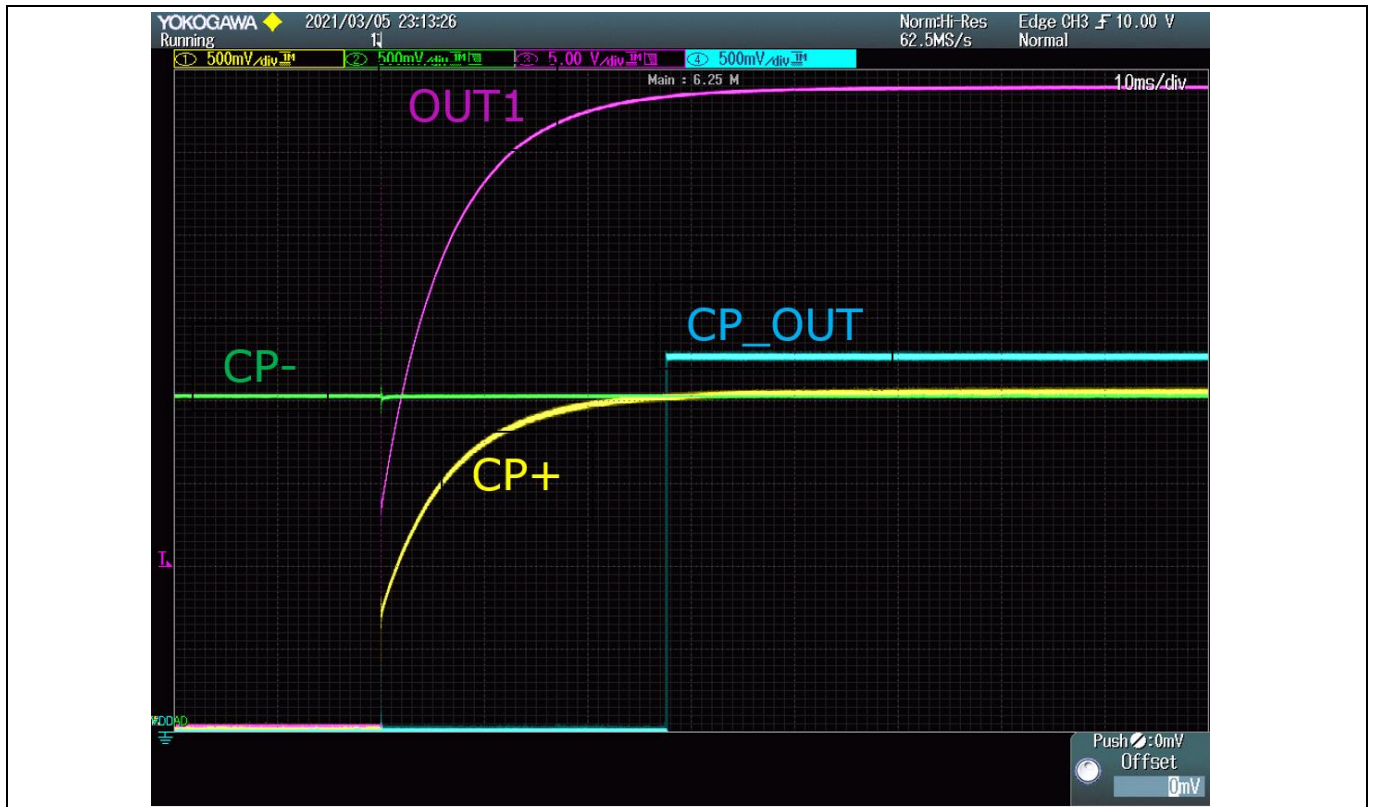 YOKOGAWA ◆ 2021/03/05 23:13:26 Norm:Hi-Res Edge CH3 10.00 V
Running 1 62.5MS/s Normal
① 500mV/div ② 500mV/div ③ 5.00 V/div ④ 500mV/div
Main : 6.25 M 10ms/div
OUT1
CP_OUT
CP-
CP+
Push :0mV
Offset
0mV